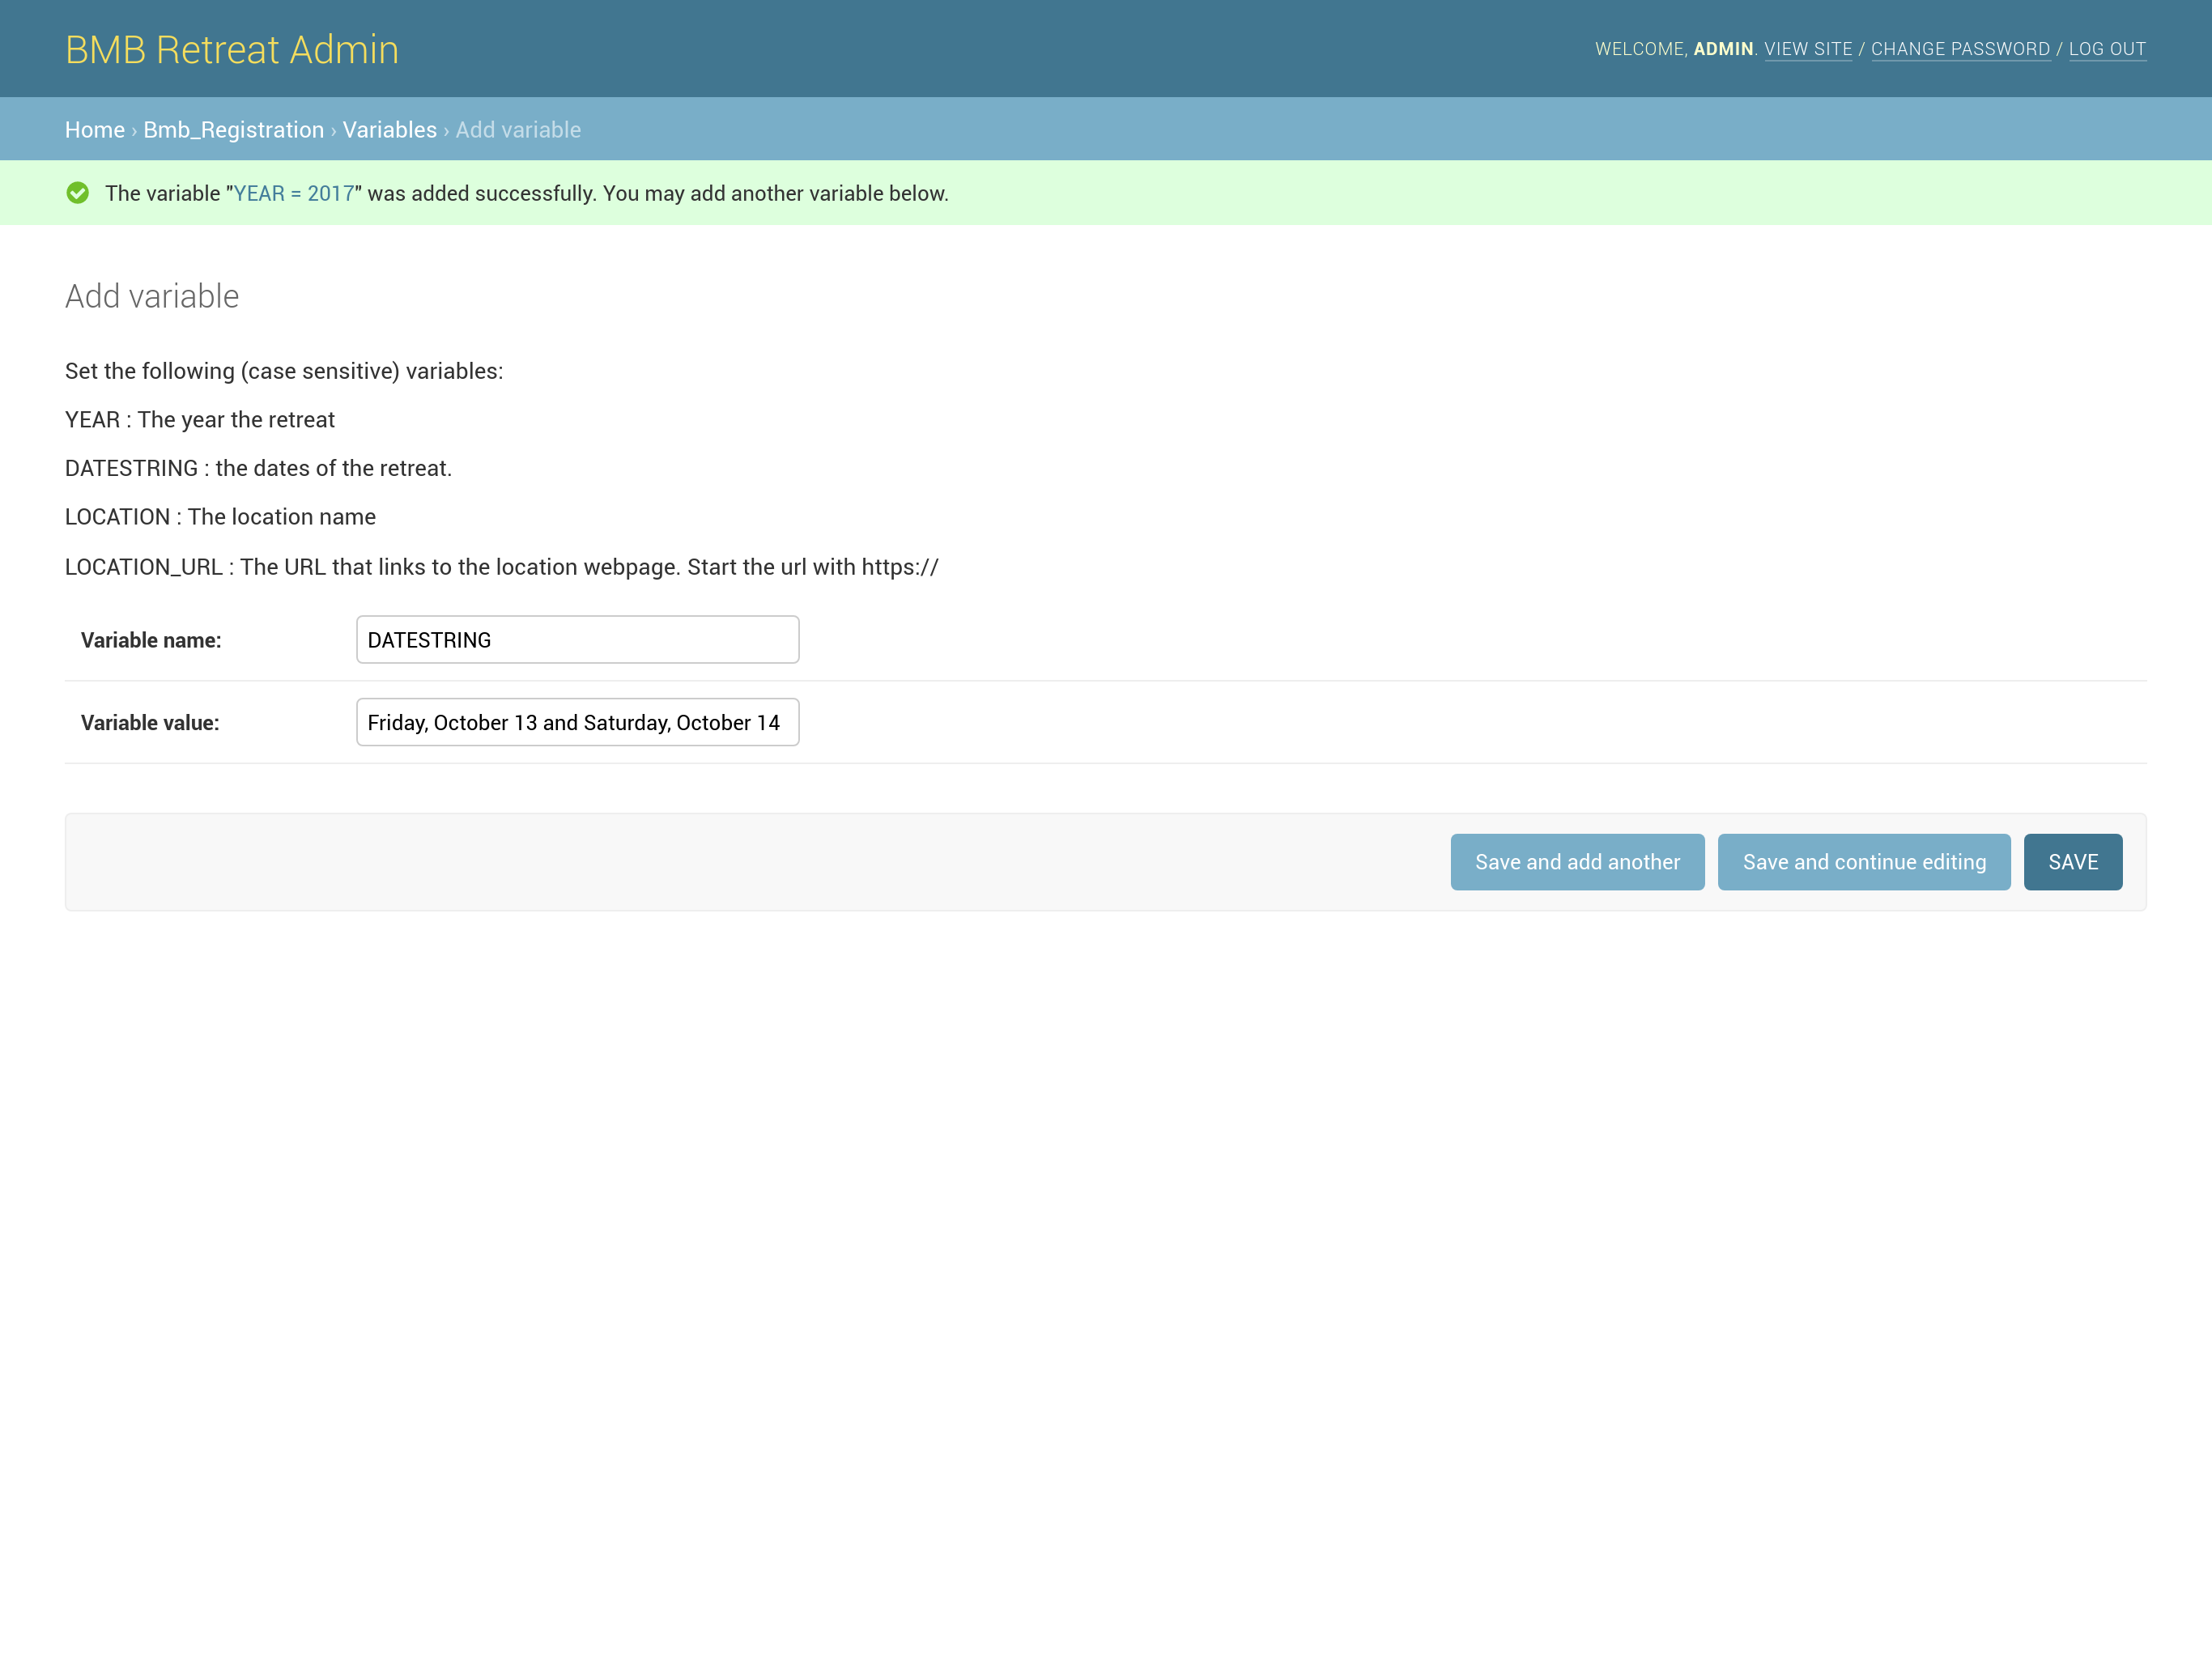 BMB Retreat Admin
WELCOME, ADMIN. VIEW SITE / CHANGE PASSWORD / LOG OUT
Home › Bmb_Registration › Variables › Add variable
The variable "YEAR = 2017" was added successfully. You may add another variable below.
Add variable
Set the following (case sensitive) variables:
YEAR : The year the retreat
DATESTRING : the dates of the retreat.
LOCATION : The location name
LOCATION_URL : The URL that links to the location webpage. Start the url with https://
Variable name: DATESTRING
Variable value: Friday, October 13 and Saturday, October 14
Save and add another Save and continue editing SAVE